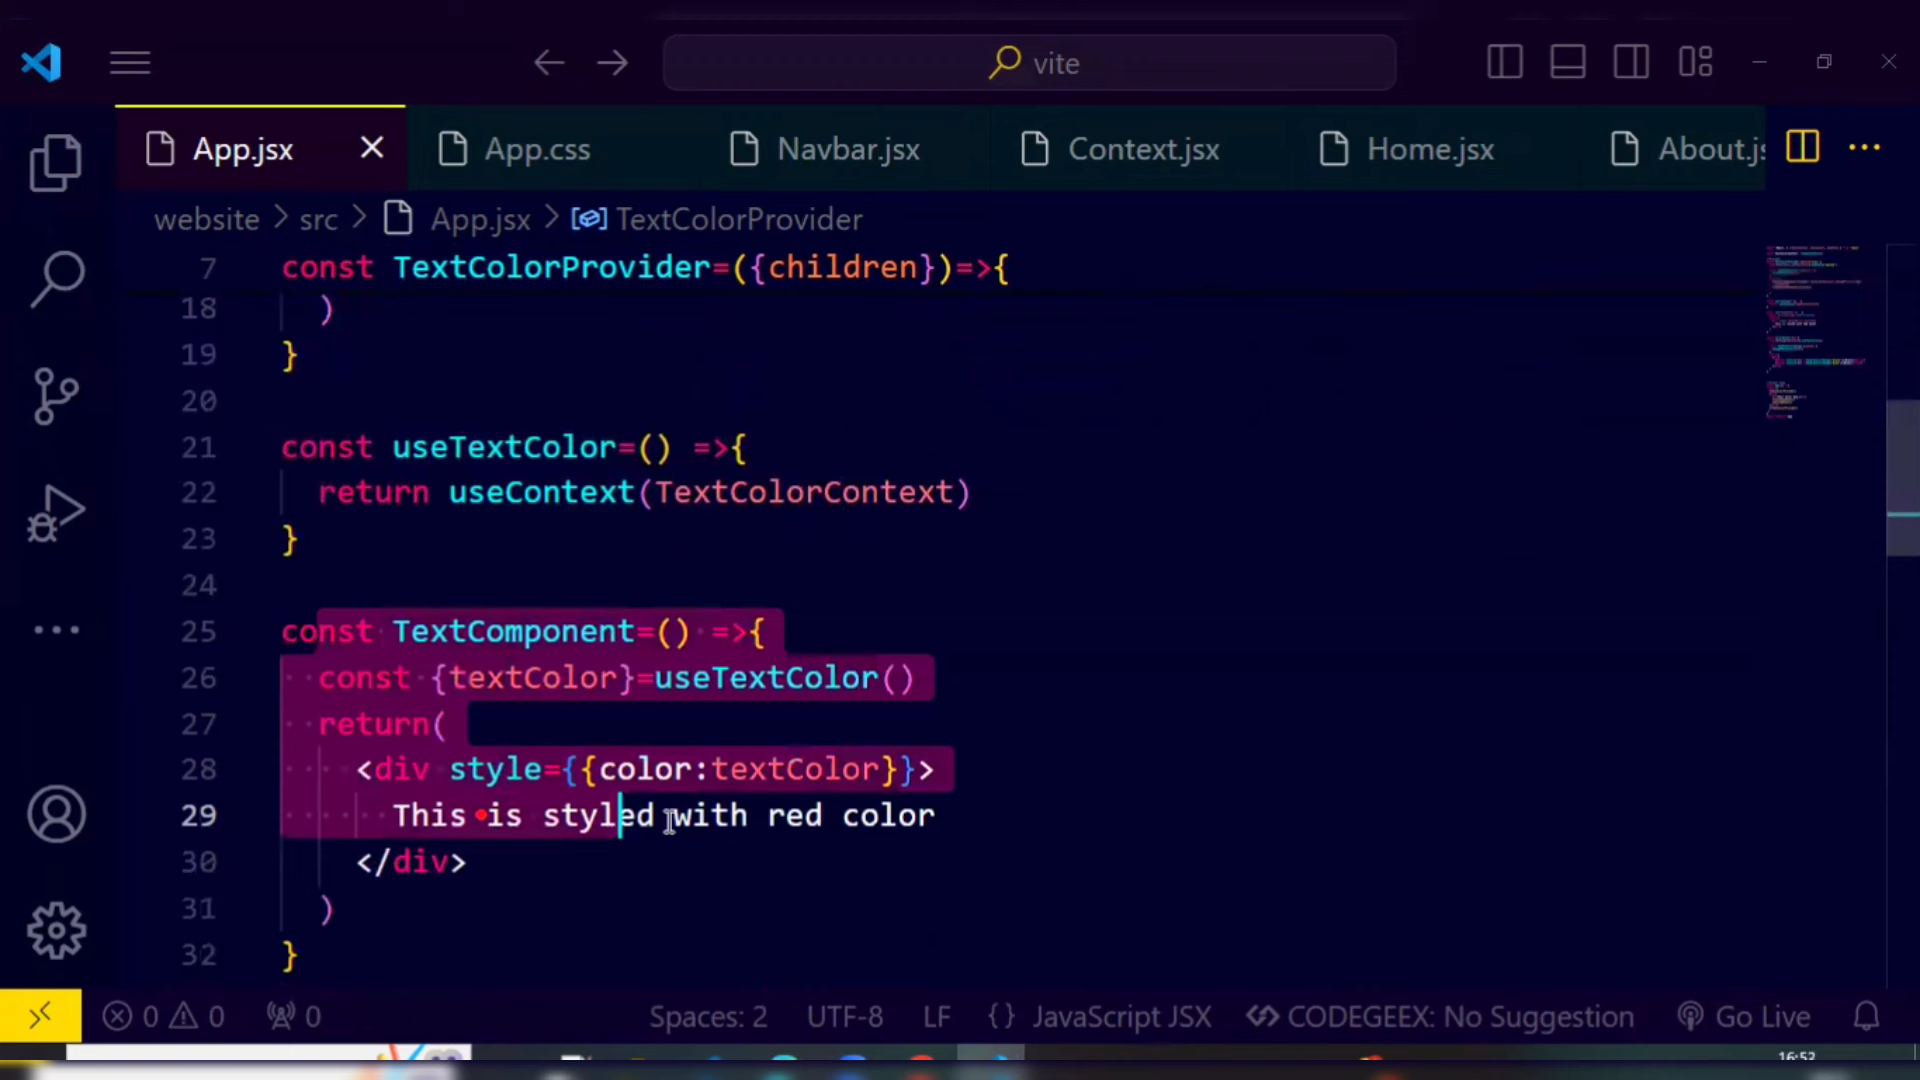 vite
App.jsx
App.css
Navbar.jsx
Context.jsx
Home.jsx
About.js
website > src > App.jsx > TextColorProvider
7 const TextColorProvider=({children})=>{
18 )
19 }
20
21 const useTextColor=() =>{
22 return useContext(TextColorContext)
23 }
24
25 const TextComponent=() =>{
26 const {textColor}=useTextColor()
27 return(
28 <div style={{color:textColor}}>
29 This is styled with red color
30 </div>
31 )
32 }
0 0 0 Spaces: 2 UTF-8 LF {} JavaScript JSX CODEGEEX: No Suggestion Go Live
16:53